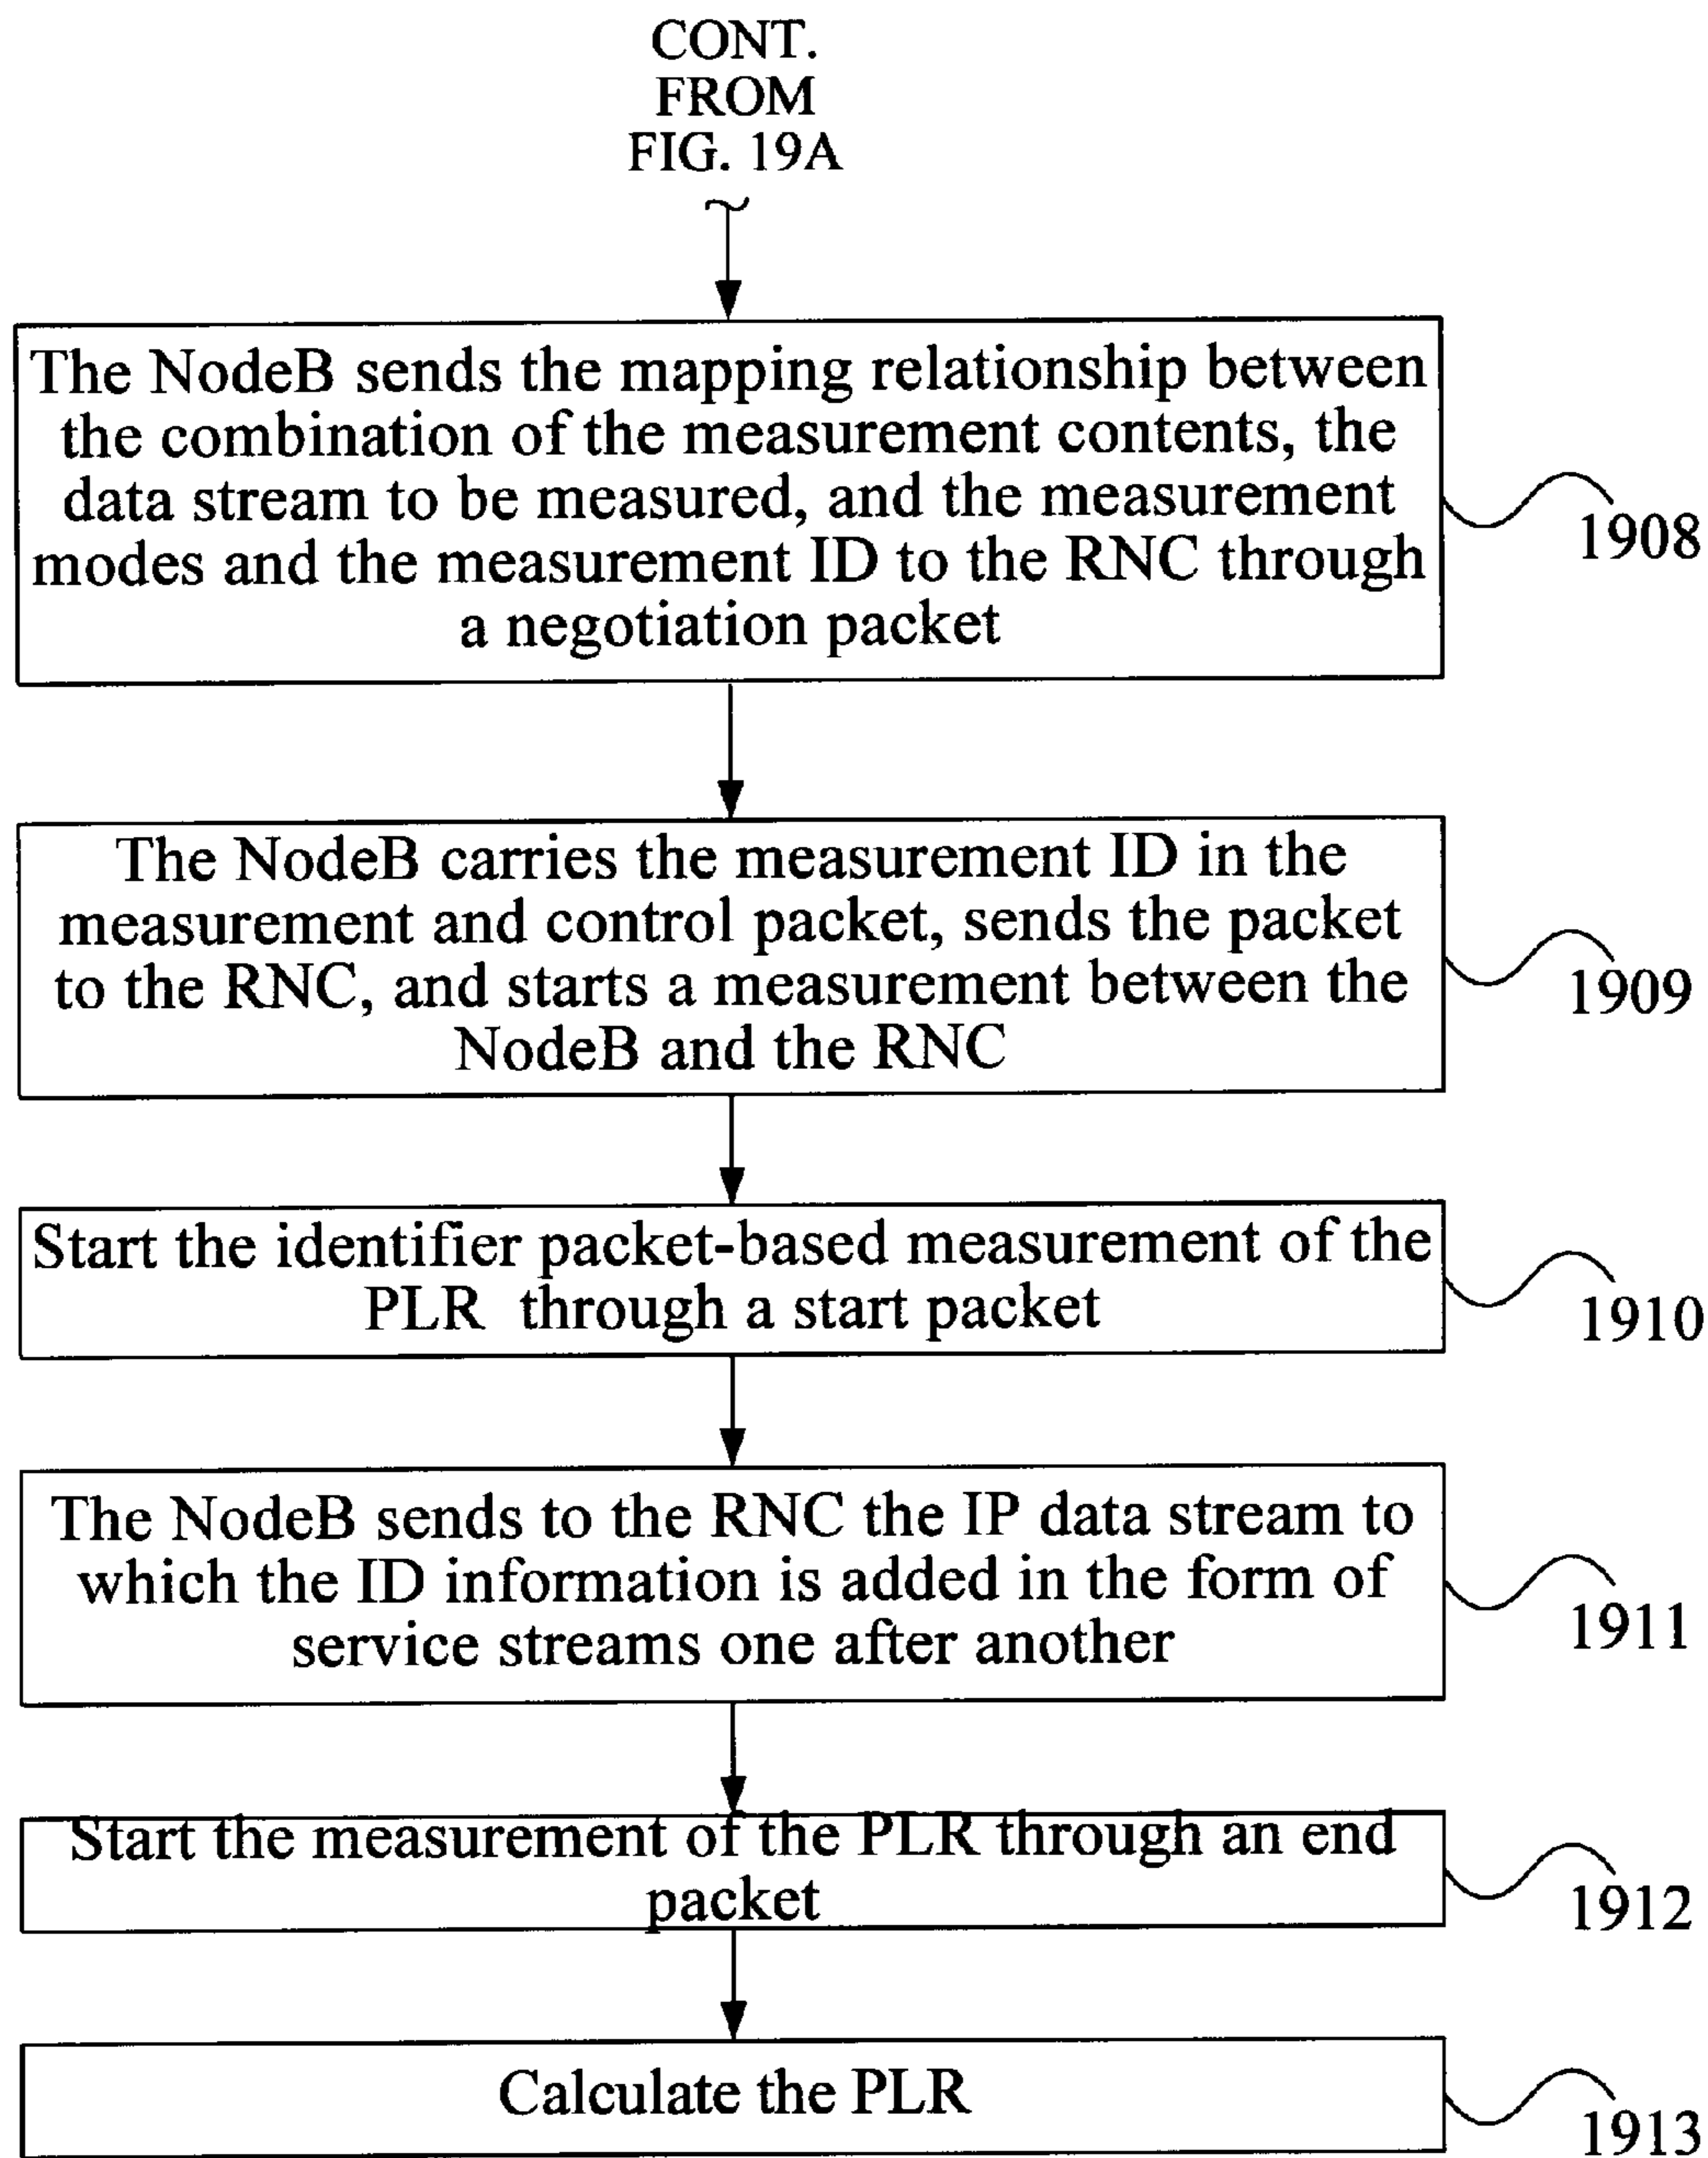 CONT.
FROM
FIG. 19A
The NodeB sends the mapping relationship between
the combination of the measurement contents, the
data stream to be measured, and the measurement
modes and the measurement ID to the RNC through
a negotiation packet
1908
The NodeB carries the measurement ID in the
measurement and control packet, sends the packet
to the RNC, and starts a measurement between the
NodeB and the RNC
1909
Start the identifier packet-based measurement of the
PLR through a start packet
1910
The NodeB sends to the RNC the IP data stream to
which the ID information is added in the form of
service streams one after another
1911
Start the measurement of the PLR through an end
packet
1912
Calculate the PLR
1913